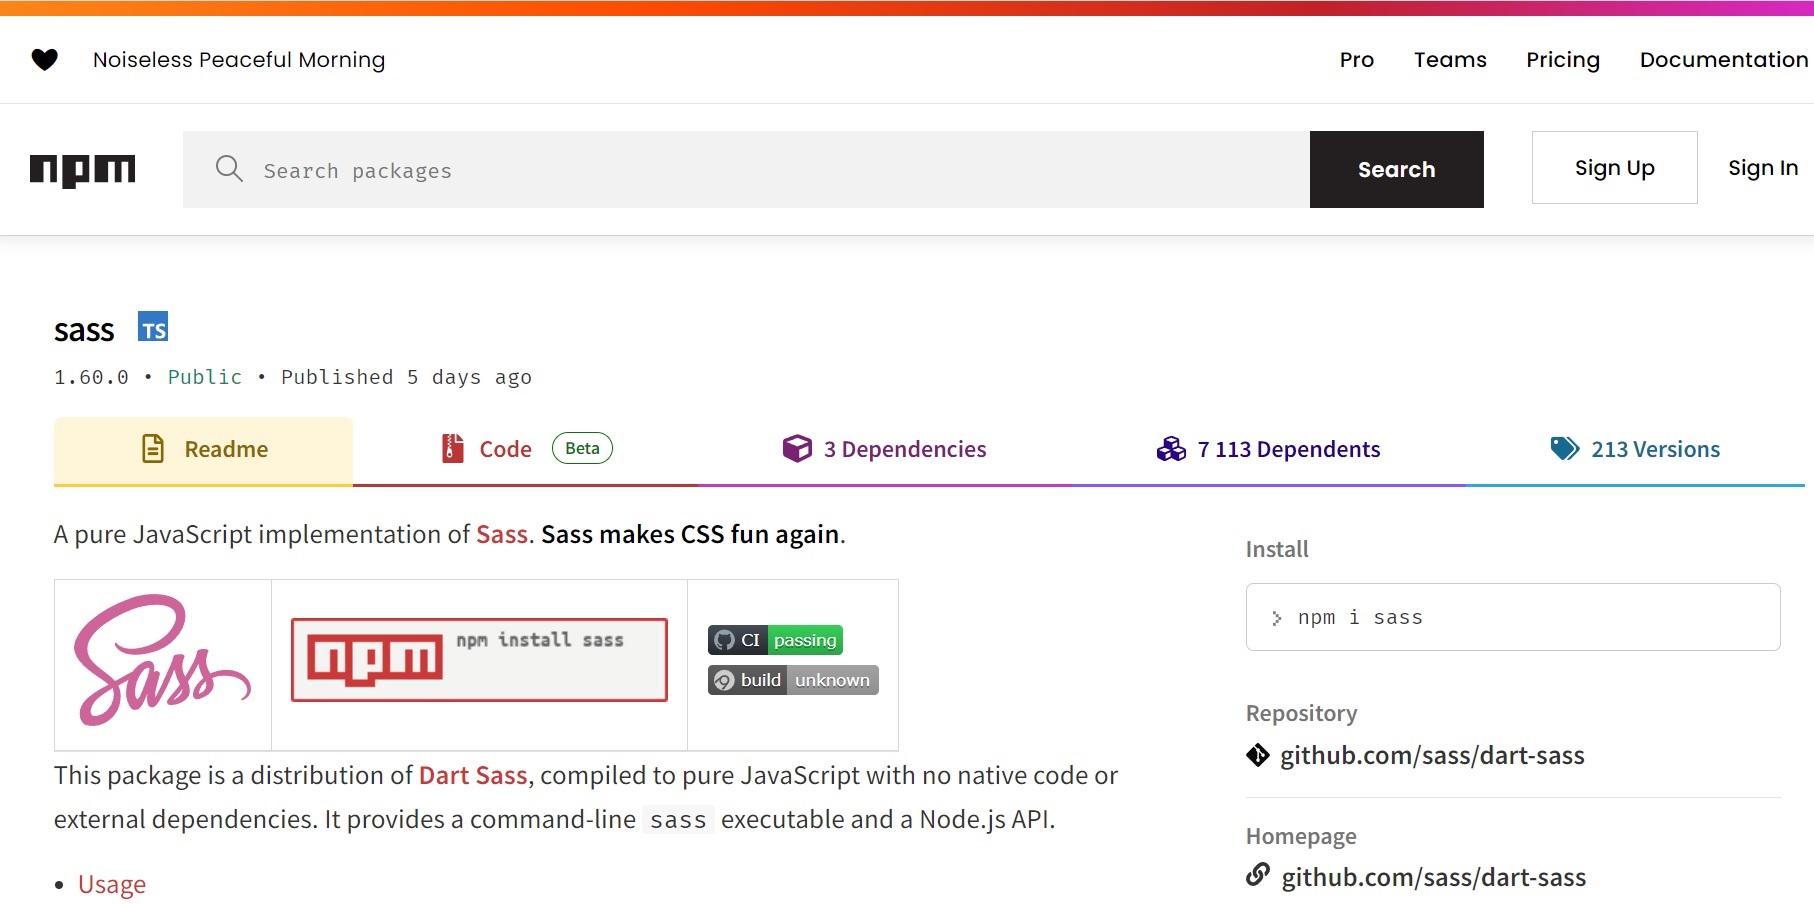 Noiseless Peaceful Morning
Pro Teams Pricing Documentation
npm Search packages Search Sign Up Sign In
sass TS
1.60.0 • Public • Published 5 days ago
Readme Code Beta 3 Dependencies 7 113 Dependents 213 Versions
A pure JavaScript implementation of Sass. Sass makes CSS fun again.
Sass
npm npm install sass
CI passing
build unknown
This package is a distribution of Dart Sass, compiled to pure JavaScript with no native code or
external dependencies. It provides a command-line sass executable and a Node.js API.
• Usage
Install
npm i sass
Repository
github.com/sass/dart-sass
Homepage
github.com/sass/dart-sass